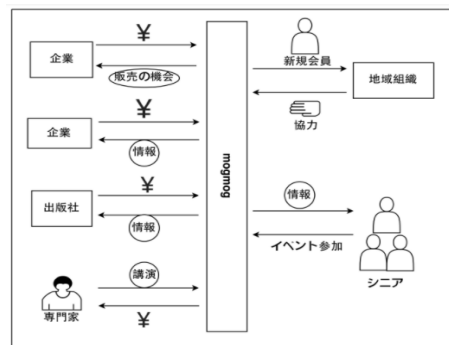 ¥
企業
販売の機会
¥
企業
情報
¥
出版社
情報
講演
専門家
¥
mogmog
新規会員
地域組織
協力
情報
イベント参加
シニア